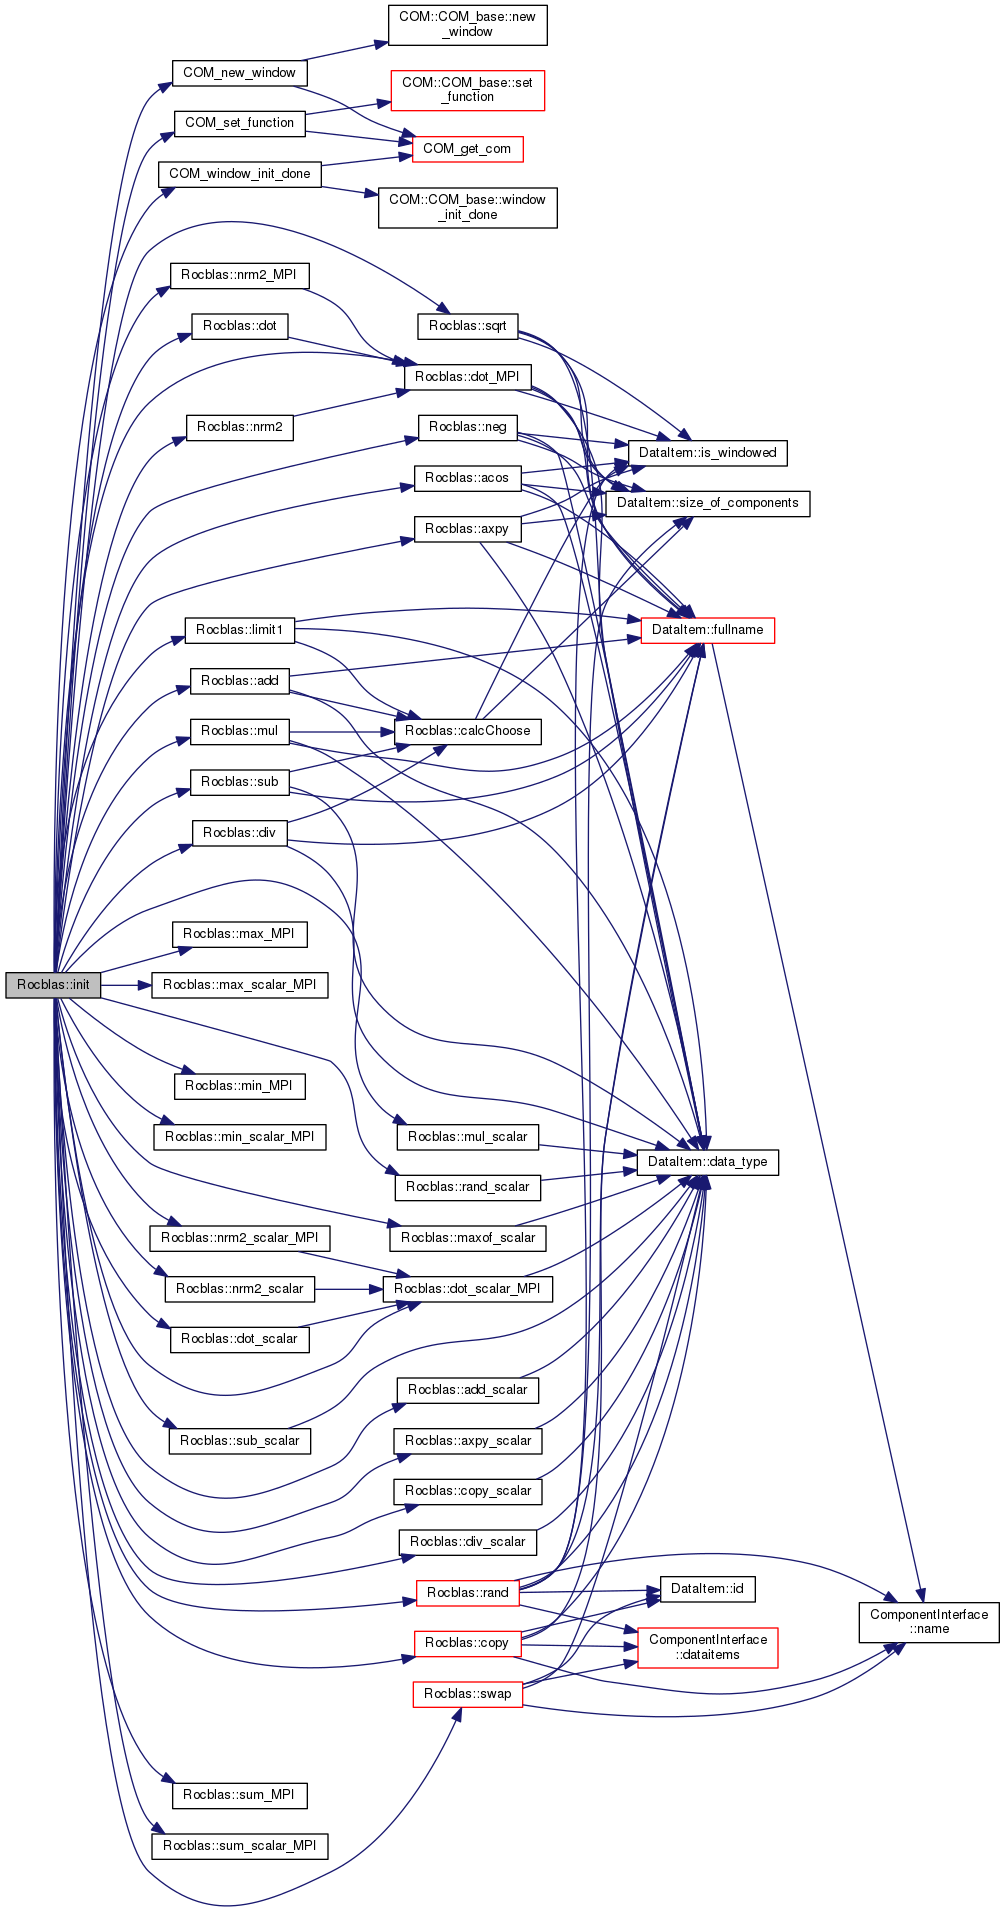 COM::COM_base::new
_window
COM_new_window
COM::COM_base::set
_function
COM_set_function
COM_get_com
COM_window_init_done
COM::COM_base::window
_init_done
Rocblas::nrm2_MPI
Rocblas::dot
Rocblas::sqrt
Rocblas::dot_MPI
Rocblas::nrm2
Rocblas::neg
DataItem::is_windowed
Rocblas::acos
DataItem::size_of_components
Rocblas::axpy
Rocblas::limit1
DataItem::fullname
Rocblas::add
Rocblas::mul
Rocblas::calcChoose
Rocblas::sub
Rocblas::div
Rocblas::max_MPI
Rocblas::init
Rocblas::max_scalar_MPI
Rocblas::min_MPI
Rocblas::min_scalar_MPI
Rocblas::mul_scalar
DataItem::data_type
Rocblas::rand_scalar
Rocblas::nrm2_scalar_MPI
Rocblas::maxof_scalar
Rocblas::nrm2_scalar
Rocblas::dot_scalar_MPI
Rocblas::dot_scalar
Rocblas::add_scalar
Rocblas::sub_scalar
Rocblas::axpy_scalar
Rocblas::copy_scalar
Rocblas::div_scalar
Rocblas::rand
DataItem::id
ComponentInterface
::name
Rocblas::copy
ComponentInterface
::dataitems
Rocblas::swap
Rocblas::sum_MPI
Rocblas::sum_scalar_MPI